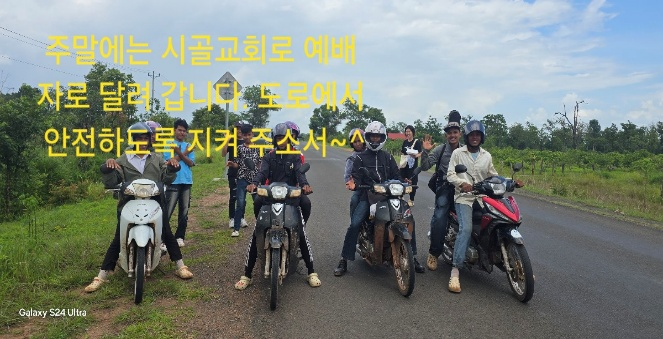 주말에는 시골교회로 예배
자로 달려 갑니다. 도로에서
안전하도록 지켜 주소서~^
Galaxy S24 Ultra